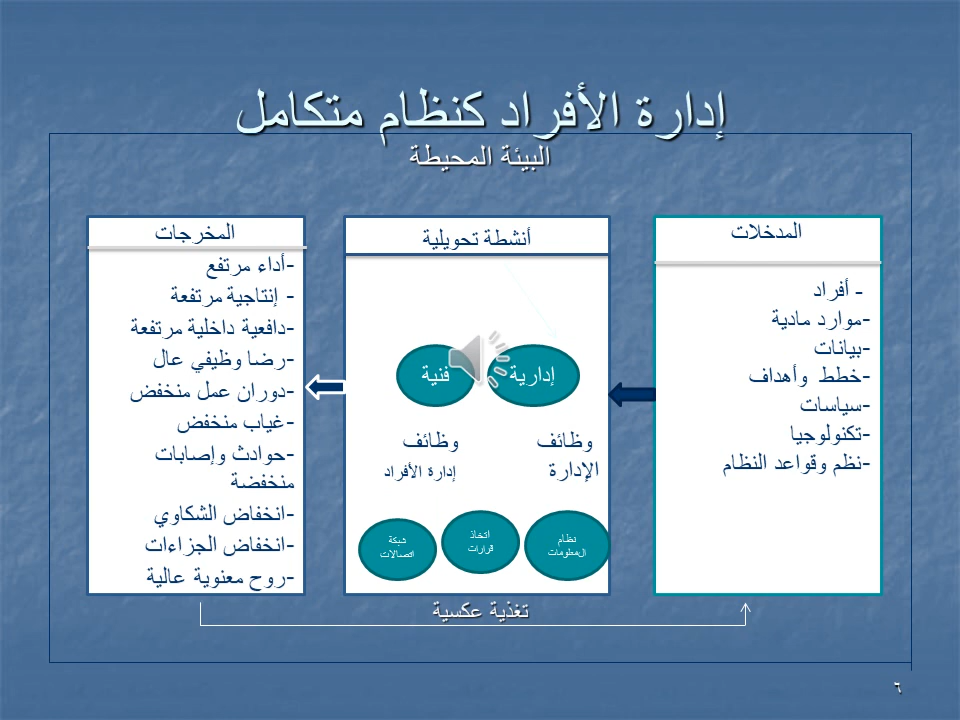 إدارة الأفراد كنظام متكامل
البيئة المحيطة
المدخلات
- أفراد
-موارد مادية
-بيانات
-خطط وأهداف
-سياسات
-تكنولوجيا
-نظم وقواعد النظام
أنشطة تحويلية
إدارية
فنية
وظائف
الإدارة
وظائف
إدارة الأفراد
نظام
المعلومات
اتخاذ
قرارات
شبكة
اتصالات
المخرجات
-أداء مرتفع
- إنتاجية مرتفعة
-دافعية داخلية مرتفعة
-رضا وظيفي عال
-دوران عمل منخفض
-غياب منخفض
-حوادث وإصابات
منخفضة
-انخفاض الشكاوي
-انخفاض الجزاءات
-روح معنوية عالية
تغذية عكسية
٦